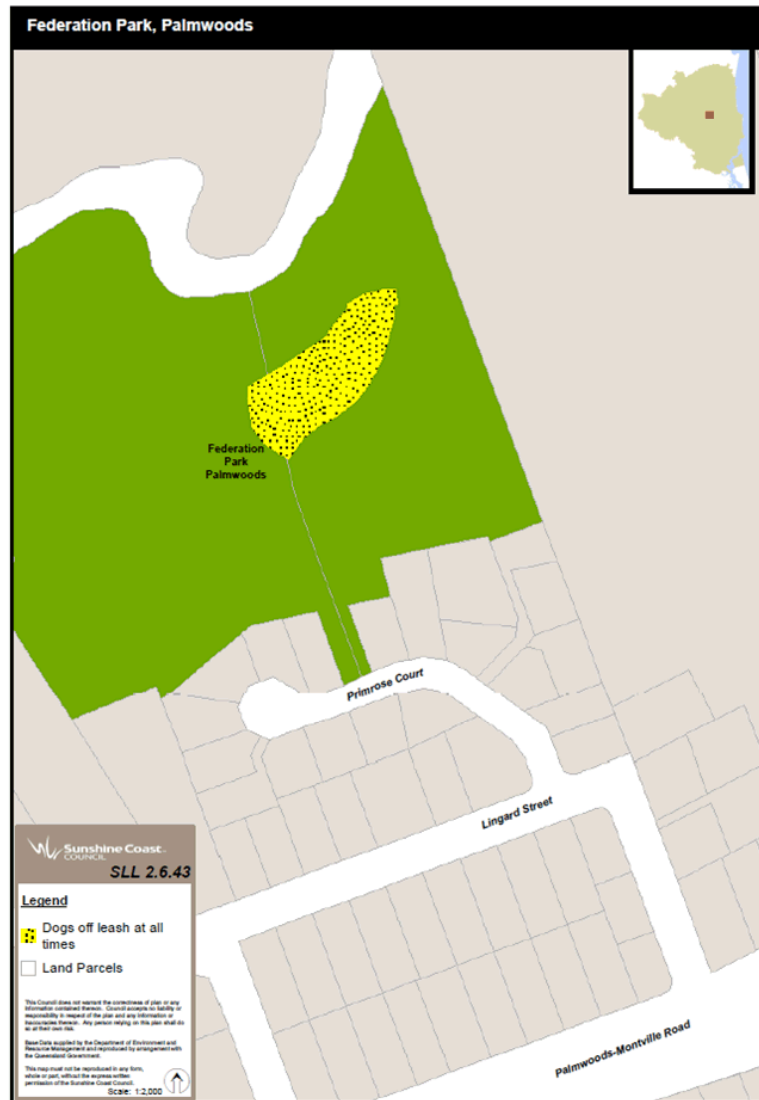 Federation Park, Palmwoods
Federation
Park
Palmwoods
Primrose Court
Lingard Street
Palmwoods-Montville Road
Sunshine Coast
COUNCIL
SLL 2.6.43
Legend
Dogs off leash at all
times
Land Parcels
This Council does not warrant the correctness of plan or any
information contained thereon. Council accepts no liability or
responsibility in respect of the plan and any information or
inaccuracies thereon. Any person relying on this plan shall do
so at their own risk.
Base Data supplied by the Department of Environment and
Resource Management and reproduced by arrangement with
the Queensland Government.
This map must not be reproduced in any form,
whole or part, without the express written
permission of the Sunshine Coast Council.
Scale: 1:2,000